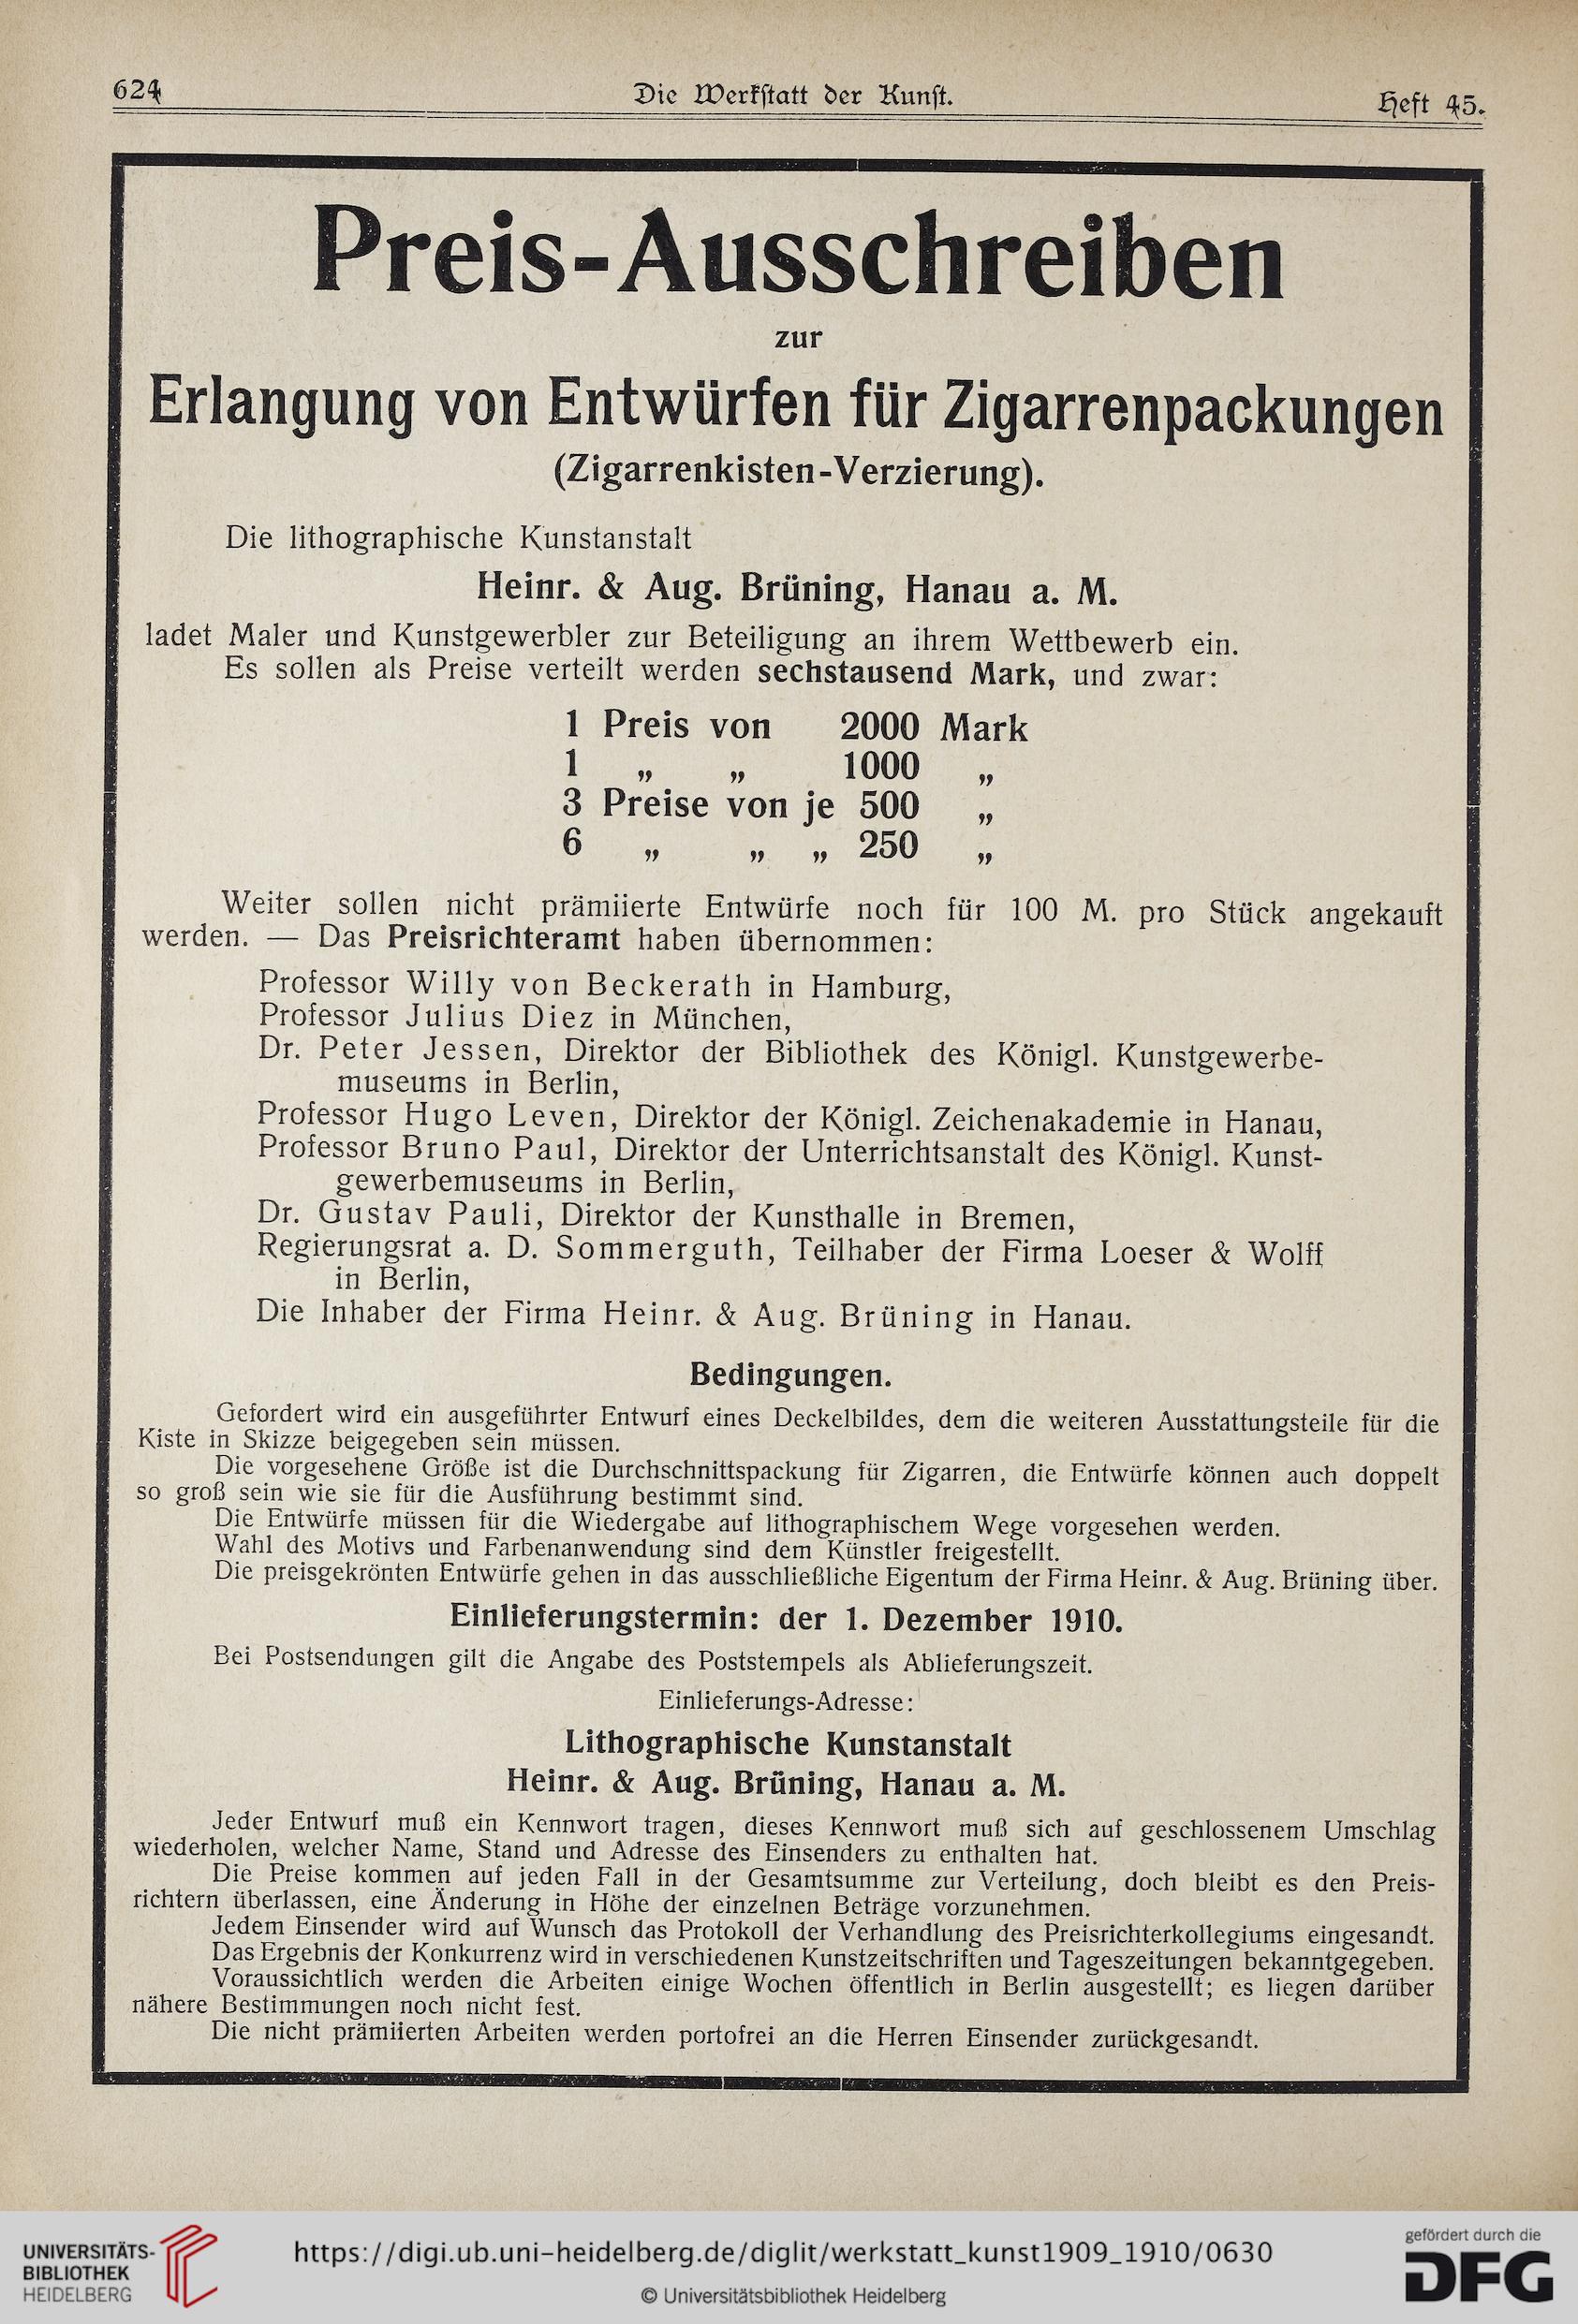 624
Die Werkstatt der Kunst.
Heft 45.
Preis-Ausschreiben
zur
Erlangung von Entwürfen für Zigarrenpackungen
(Zigarrenkisten-Verzierung).
Die lithographische Kunstanstalt
Heinr. & Aug. Brüning, Hanau a. M.
ladet Maler und Kunstgewerbler zur Beteiligung an ihrem Wettbewerb ein.
Es sollen als Preise verteilt werden sechstausend Mark, und zwar:
1 Preis von 2000 Mark
1 „ „ 1000 „
3 Preise von je 500 „
6 „ „ „ 250 „
Weiter sollen nicht prämiierte Entwürfe noch für 100 M. pro Stück angekauft
werden. — Das Preisrichteramt haben übernommen:
Professor Willy von Beckerath in Hamburg,
Professor Julius Diez in München,
Dr. Peter Jessen, Direktor der Bibliothek des Königl. Kunstgewerbe-
museums in Berlin,
Professor Hugo Leven, Direktor der Königl. Zeichenakademie in Hanau,
Professor Bruno Paul, Direktor der Unterrichtsanstalt des Königl. Kunst-
gewerbemuseums in Berlin,
Dr. Gustav Pauli, Direktor der Kunsthalle in Bremen,
Regierungsrat a. D. Sommerguth, Teilhaber der Firma Loeser & Wolff
in Berlin,
Die Inhaber der Firma Heinr. & Aug. Brüning in Hanau.
Bedingungen.
Gefordert wird ein ausgeführter Entwurf eines Deckelbildes, dem die weiteren Ausstattungsteile für die
Kiste in Skizze beigegeben sein müssen.
Die vorgesehene Größe ist die Durchschnittspackung für Zigarren, die Entwürfe können auch doppelt
so groß sein wie sie für die Ausführung bestimmt sind.
Die Entwürfe müssen für die Wiedergabe auf lithographischem Wege vorgesehen werden.
Wahl des Motivs und Farbenanwendung sind dem Künstler freigestellt.
Die preisgekrönten Entwürfe gehen in das ausschließliche Eigentum der Firma Heinr. & Aug. Brüning über.
Einlieferungstermin: der 1. Dezember 1910.
Bei Postsendungen gilt die Angabe des Poststempels als Ablieferungszeit.
Einlieferungs-Adresse:
Lithographische Kunstanstalt
Heinr. & Aug. Brüning, Hanau a. M.
Jeder Entwurf muß ein Kennwort tragen, dieses Kennwort muß sich auf geschlossenem Umschlag
wiederholen, welcher Name, Stand und Adresse des Einsenders zu enthalten hat.
Die Preise kommen auf jeden Fall in der Gesamtsumme zur Verteilung, doch bleibt es den Preis-
richtern überlassen, eine Änderung in Höhe der einzelnen Beträge vorzunehmen.
Jedem Einsender wird auf Wunsch das Protokoll der Verhandlung des Preisrichterkollegiums eingesandt.
Das Ergebnis der Konkurrenz wird in verschiedenen Kunstzeitschriften und Tageszeitungen bekanntgegeben.
Voraussichtlich werden die Arbeiten einige Wochen öffentlich in Berlin ausgestellt; es liegen darüber
nähere Bestimmungen noch nicht fest.
Die nicht prämiierten Arbeiten werden portofrei an die Herren Einsender zurückgesandt.
UNIVERSITÄTS-
BIBLIOTHEK
HEIDELBERG
https://digi.ub.uni-heidelberg.de/diglit/werkstatt_kunst1909_1910/0630
© Universitätsbibliothek Heidelberg
gefördert durch die
DFG